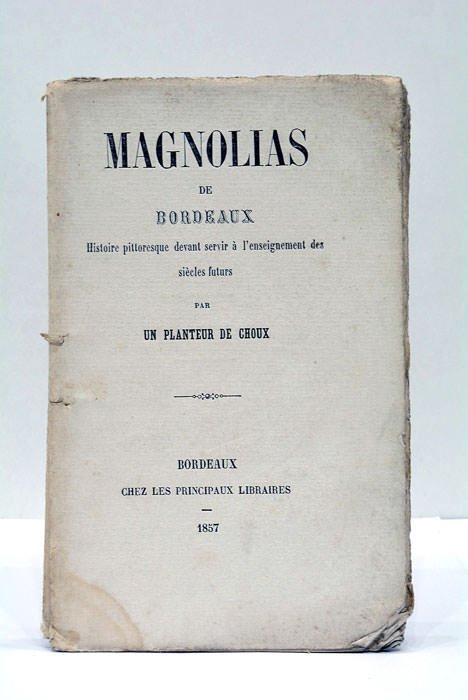 MAGNOLIAS
DE
BORDEAUX
Histoire pittoresque devant servir à l'enseignement des
siècles futurs
PAR
UN PLANTEUR DE CHOUX
BORDEAUX
CHEZ LES PRINCIPAUX LIBRAIRES
—
1857